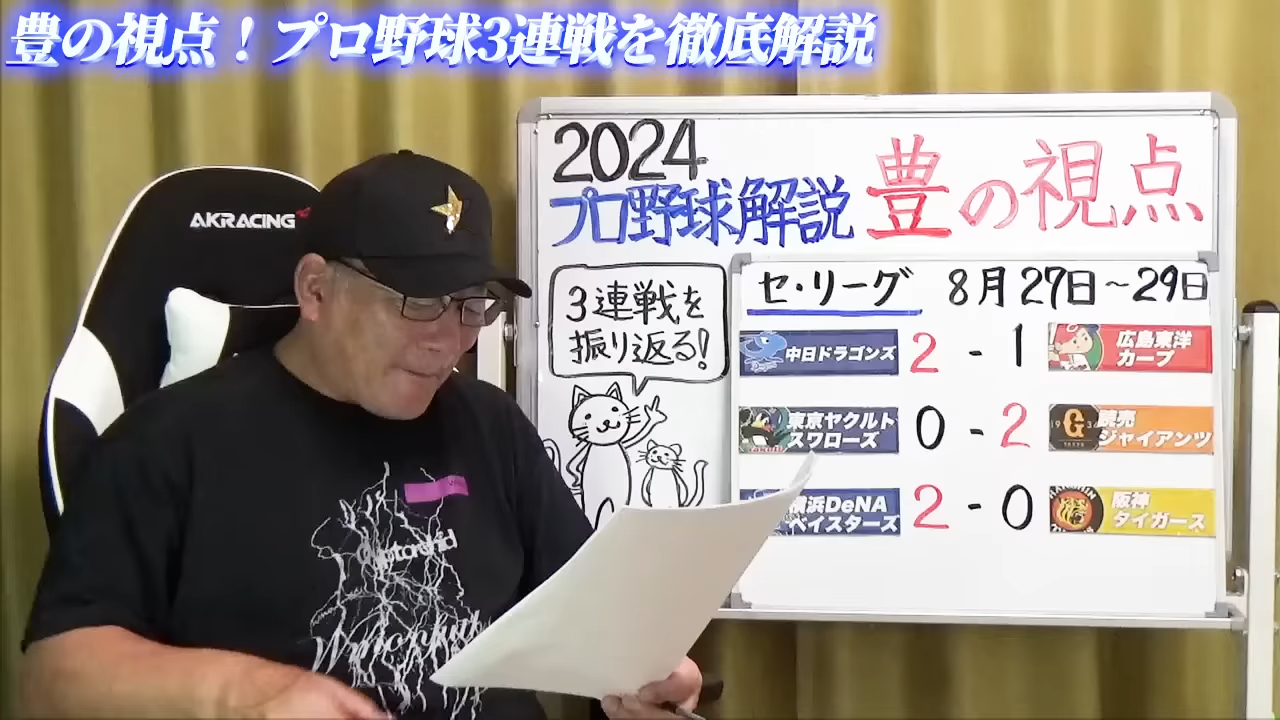 豊の視点！プロ野球3連戦を徹底解説
AKRACING
2024
プロ野球解説 豊の視点
3連戦を
振り返る!
セ・リーグ 8月27日~29日
中日ドラゴンズ 2 - 1 広島東洋
カープ
東京ヤクルト
スワローズ 0 - 2 読売
ジャイアンツ
横浜DeNA
ベイスターズ 2 - 0 阪神
タイガース